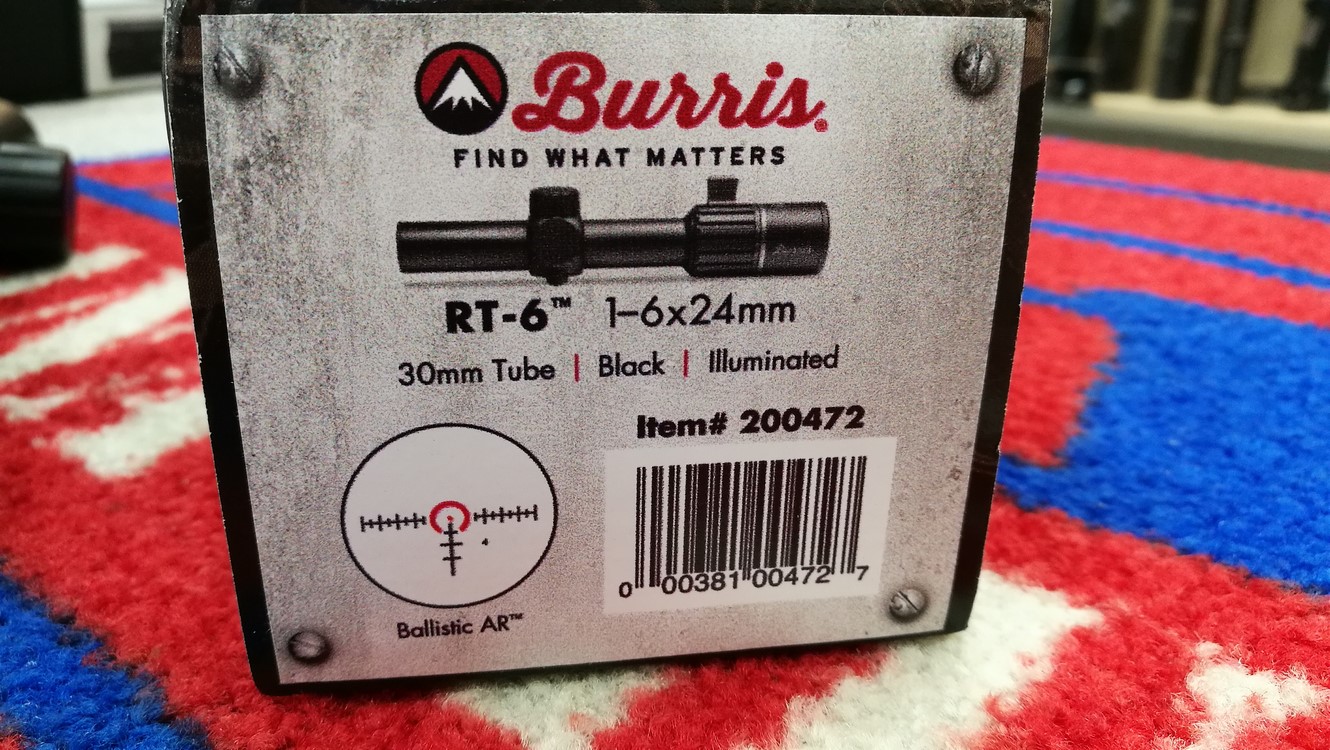 Burris®
FIND WHAT MATTERS
RT-6™ 1-6x24mm
30mm Tube | Black | Illuminated
Item# 200472
4
0 00381 00472 7
Ballistic AR™